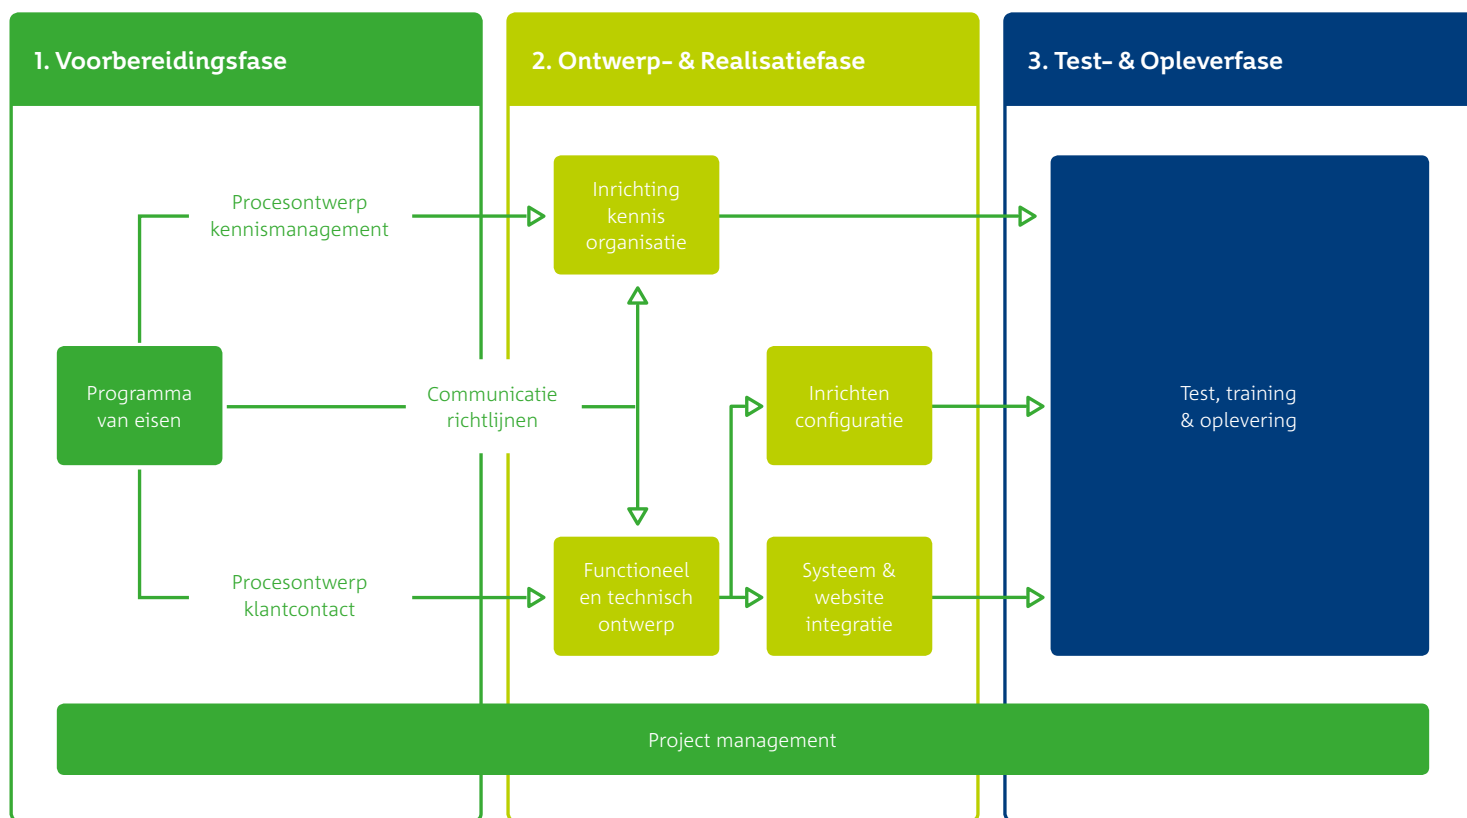 1. Voorbereidingsfase
2. Ontwerp- & Realisatiefase
3. Test- & Opleverfase
Procesontwerp
kennismanagement
Inrichting
kennis
organisatie
Programma
van eisen
Communicatie
richtlijnen
Inrichten
configuratie
Test, training
& oplevering
Procesontwerp
klantcontact
Functioneel
en technisch
ontwerp
Systeem &
website
integratie
Project management